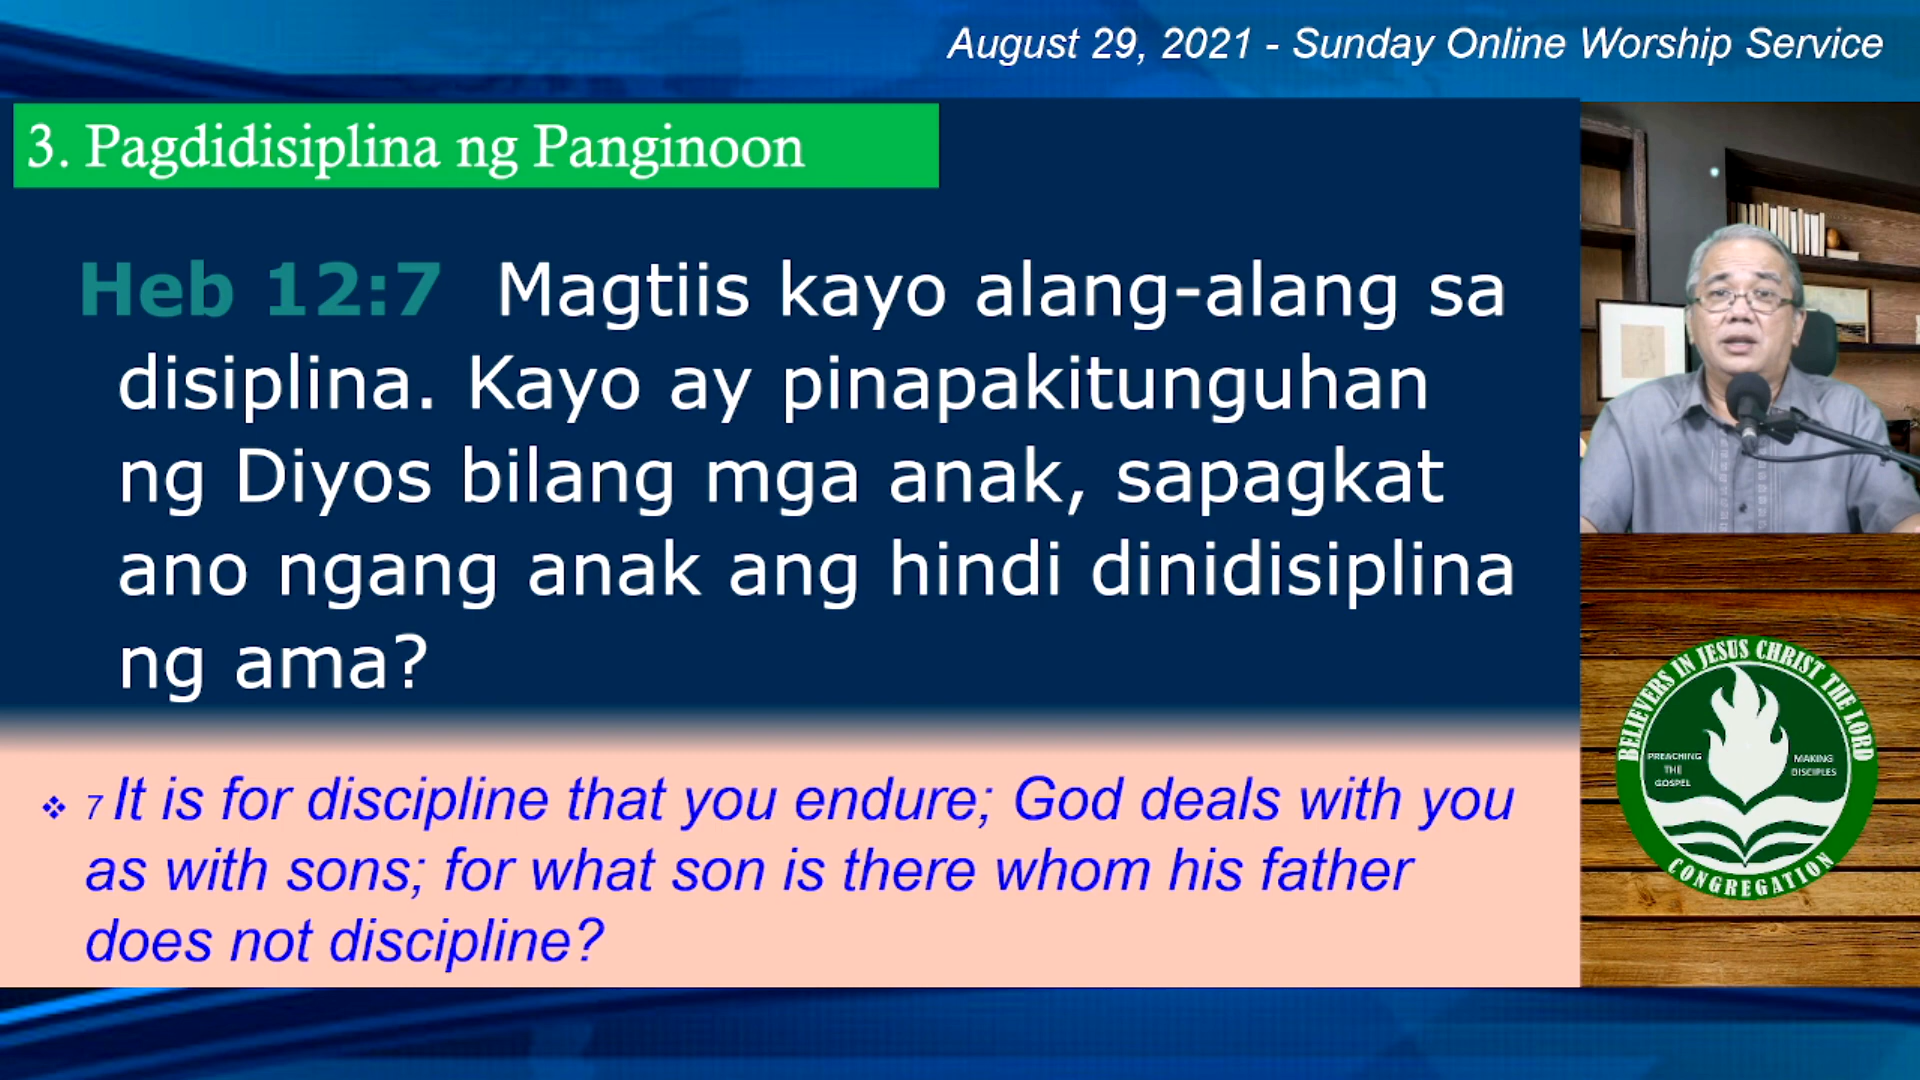 August 29, 2021 - Sunday Online Worship Service
3. Pagdidisiplina ng Panginoon
Heb 12:7 Magtiis kayo alang-alang sa
disiplina. Kayo ay pinapakitunguhan
ng Diyos bilang mga anak, sapagkat
ano ngang anak ang hindi dinidisiplina
ng ama?
❖ 7 It is for discipline that you endure; God deals with you
as with sons; for what son is there whom his father
does not discipline?
BELIEVERS IN JESUS CHRIST THE LORD
PREACHING
THE
GOSPEL
MAKING
DISCIPLES
CONGREGATION